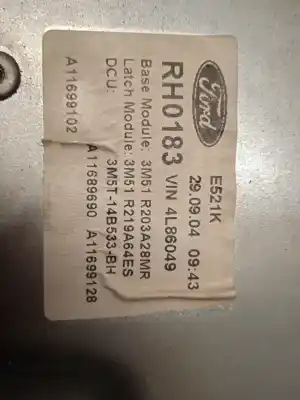 Ford
E521K
29.09.04 09:43
RH0183 VIN 4L86049
Base Module: 3M51 R203A28MR
Latch Module: 3M51 R219A64ES
DCU: 3M5T-14B533-BH
A11699102 A11689690 A11699128